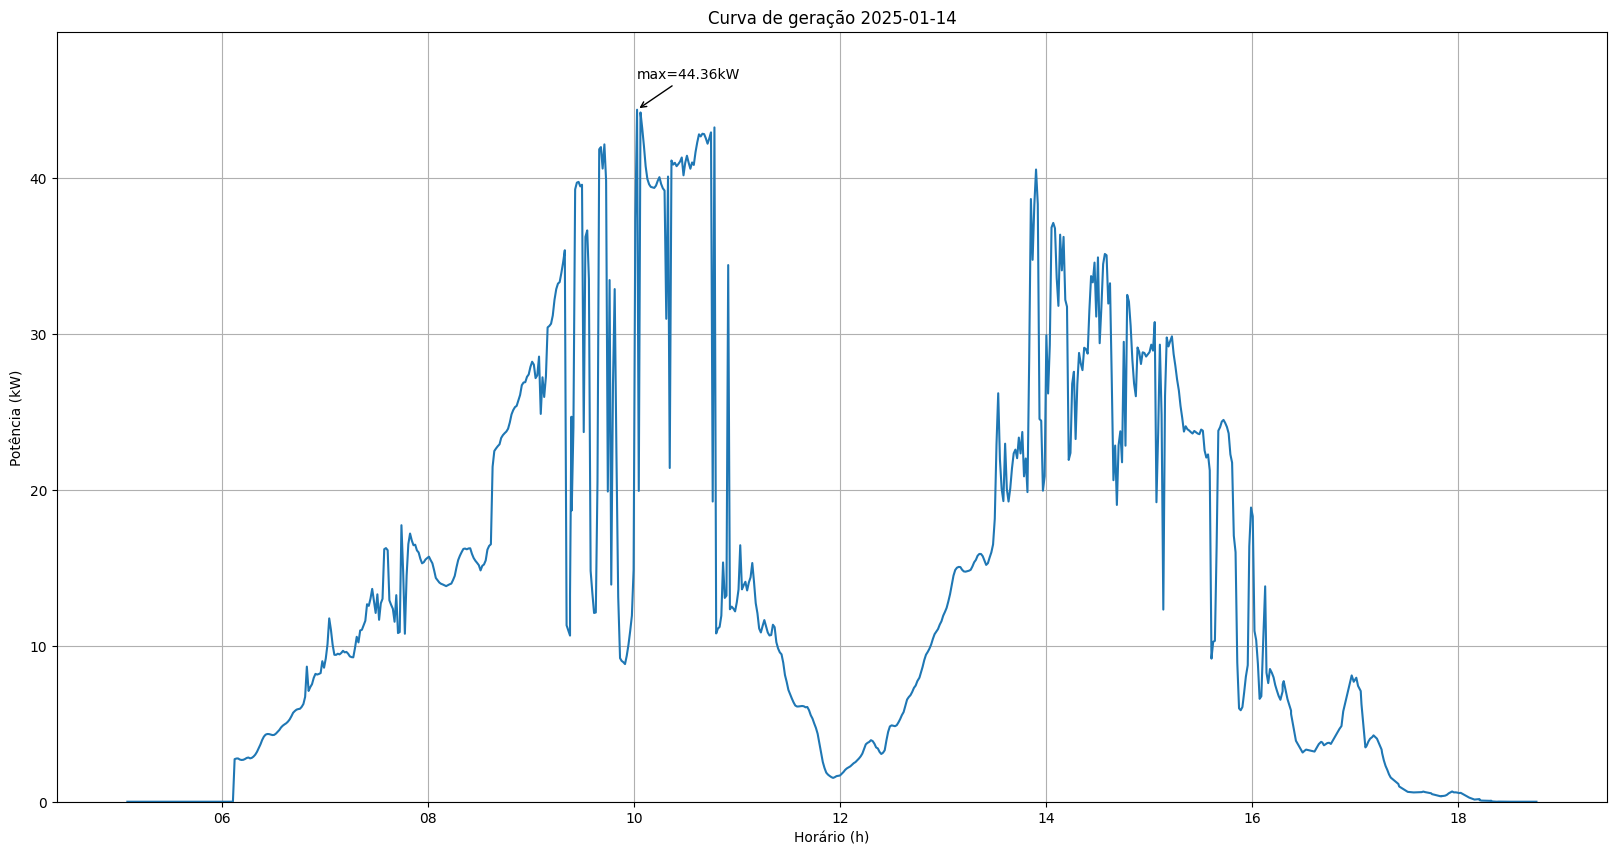 Curva de geração 2025-01-14
max=44.36kW
Potência (kW)
40
30
20
10
0
06 08 10 12 14 16 18
Horário (h)